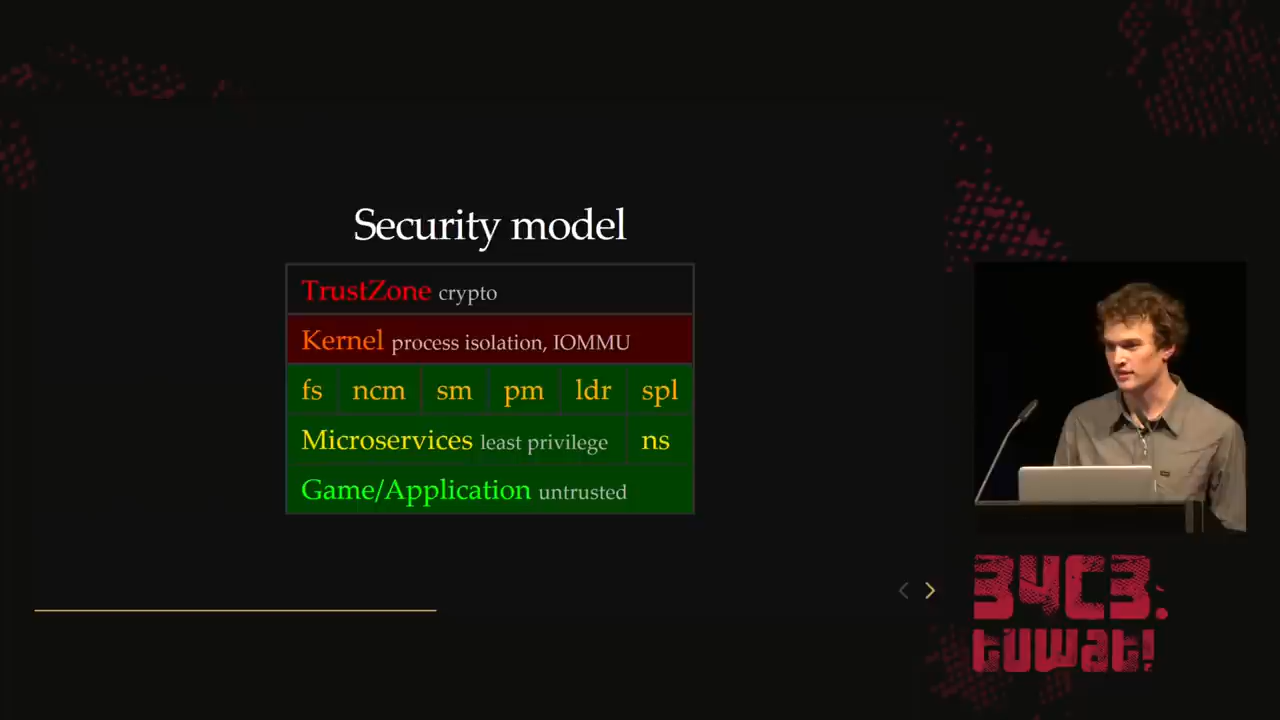 Security model
TrustZone crypto
Kernel process isolation, IOMMU
fs ncm sm pm ldr spl
Microservices least privilege ns
Game/Application untrusted
34C3.
tuwat!